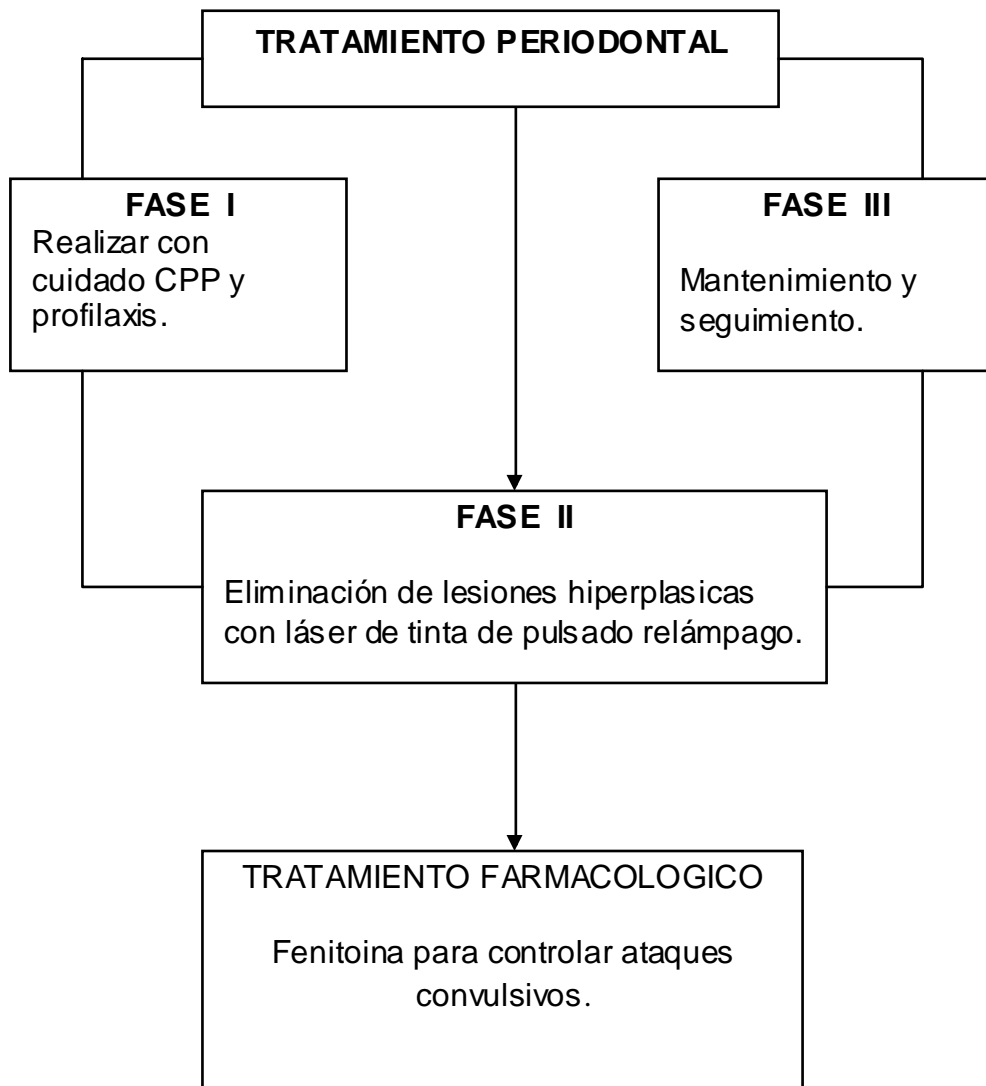 TRATAMIENTO PERIODONTAL
FASE I
Realizar con
cuidado CPP y
profilaxis.
FASE III
Mantenimiento y
seguimiento.
FASE II
Eliminación de lesiones hiperplasicas
con láser de tinta de pulsado relámpago.
TRATAMIENTO FARMACOLOGICO
Fenitoina para controlar ataques
convulsivos.